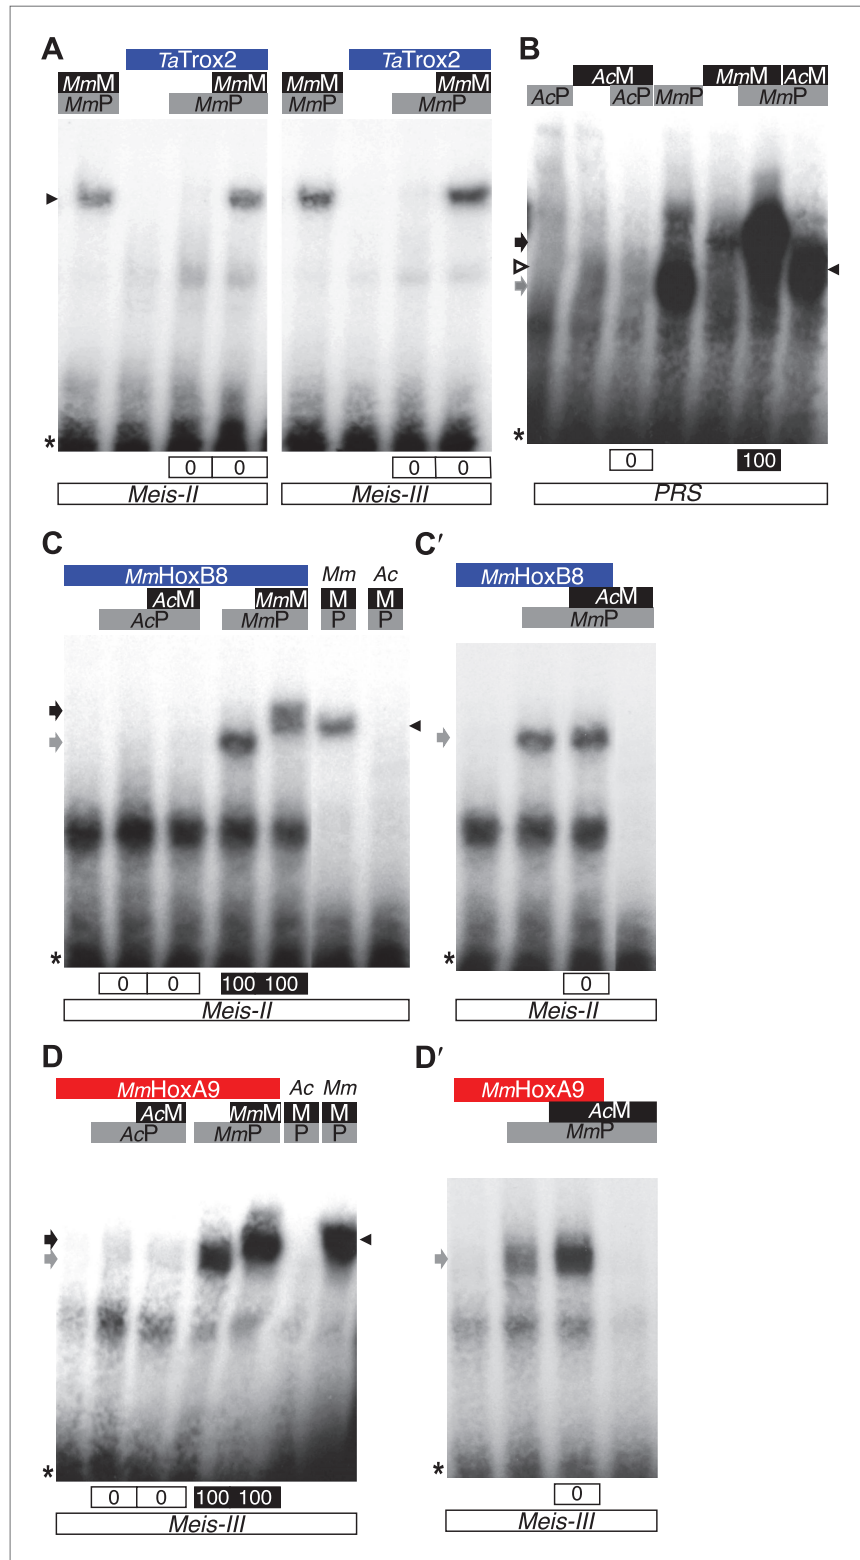 A
TaTrox2 TaTrox2
MmM MmM MmM MmM
MmP MmP MmP MmP
*
0 0 0 0
Meis-II Meis-III
B
AcM MmM AcM
AcP AcP MmP MmP
*
0 100
PRS
C
MmHoxB8 Mm Ac
AcM MmM M M
AcP MmP P P
*
0 0 100 100
Meis-II
C′
MmHoxB8
AcM
MmP
*
0
Meis-II
D
MmHoxA9 Ac Mm
AcM MmM M M
AcP MmP P P
*
0 0 100 100
Meis-III
D′
MmHoxA9
AcM
MmP
*
0
Meis-III